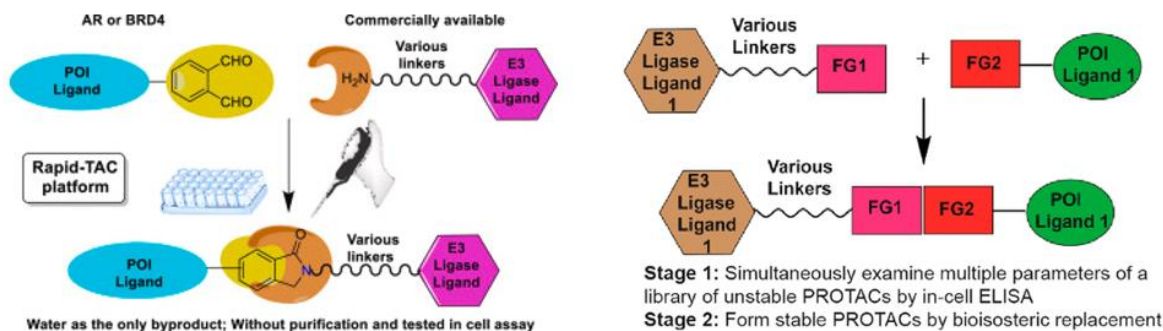 AR or BRD4
Commercially available
POI
Ligand
CHO
CHO
H₂N
Various
linkers
E3
Ligase
Ligand
Rapid-TAC
platform
POI
Ligand
O
N
Various
linkers
E3
Ligase
Ligand
Water as the only byproduct; Without purification and tested in cell assay
E3
Ligase
Ligand
1
Various
Linkers
FG1
+
FG2
POI
Ligand 1
E3
Ligase
Ligand
1
Various
Linkers
FG1
FG2
POI
Ligand 1
Stage 1: Simultaneously examine multiple parameters of a
library of unstable PROTACs by in-cell ELISA
Stage 2: Form stable PROTACs by bioisosteric replacement